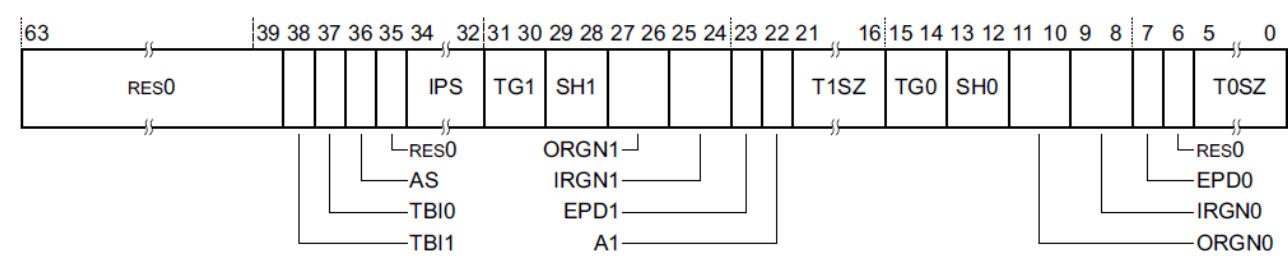 63 39 38 37 36 35 34 32 31 30 29 28 27 26 25 24 23 22 21 16 15 14 13 12 11 10 9 8 7 6 5 0
RES0 IPS TG1 SH1 T1SZ TG0 SH0 T0SZ
RES0 ORGN1 RES0
AS IRGN1 EPD0
TBI0 EPD1 IRGN0
TBI1 A1 ORGN0